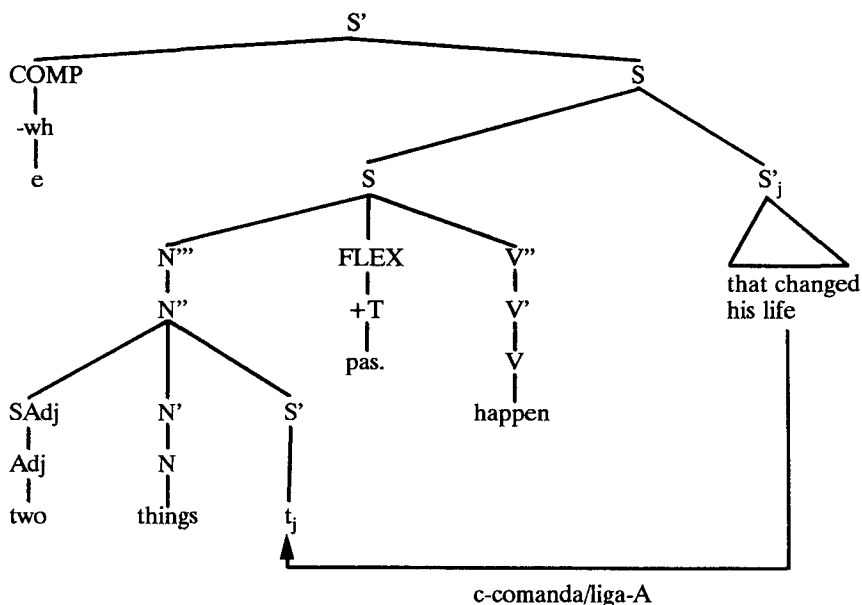 S'
COMP S
-wh
e S S'j
N''' FLEX V'' that changed
N'' +T V' his life
pas. V
SAdj N' S' happen
Adj N
two things tj
c-comanda/liga-A